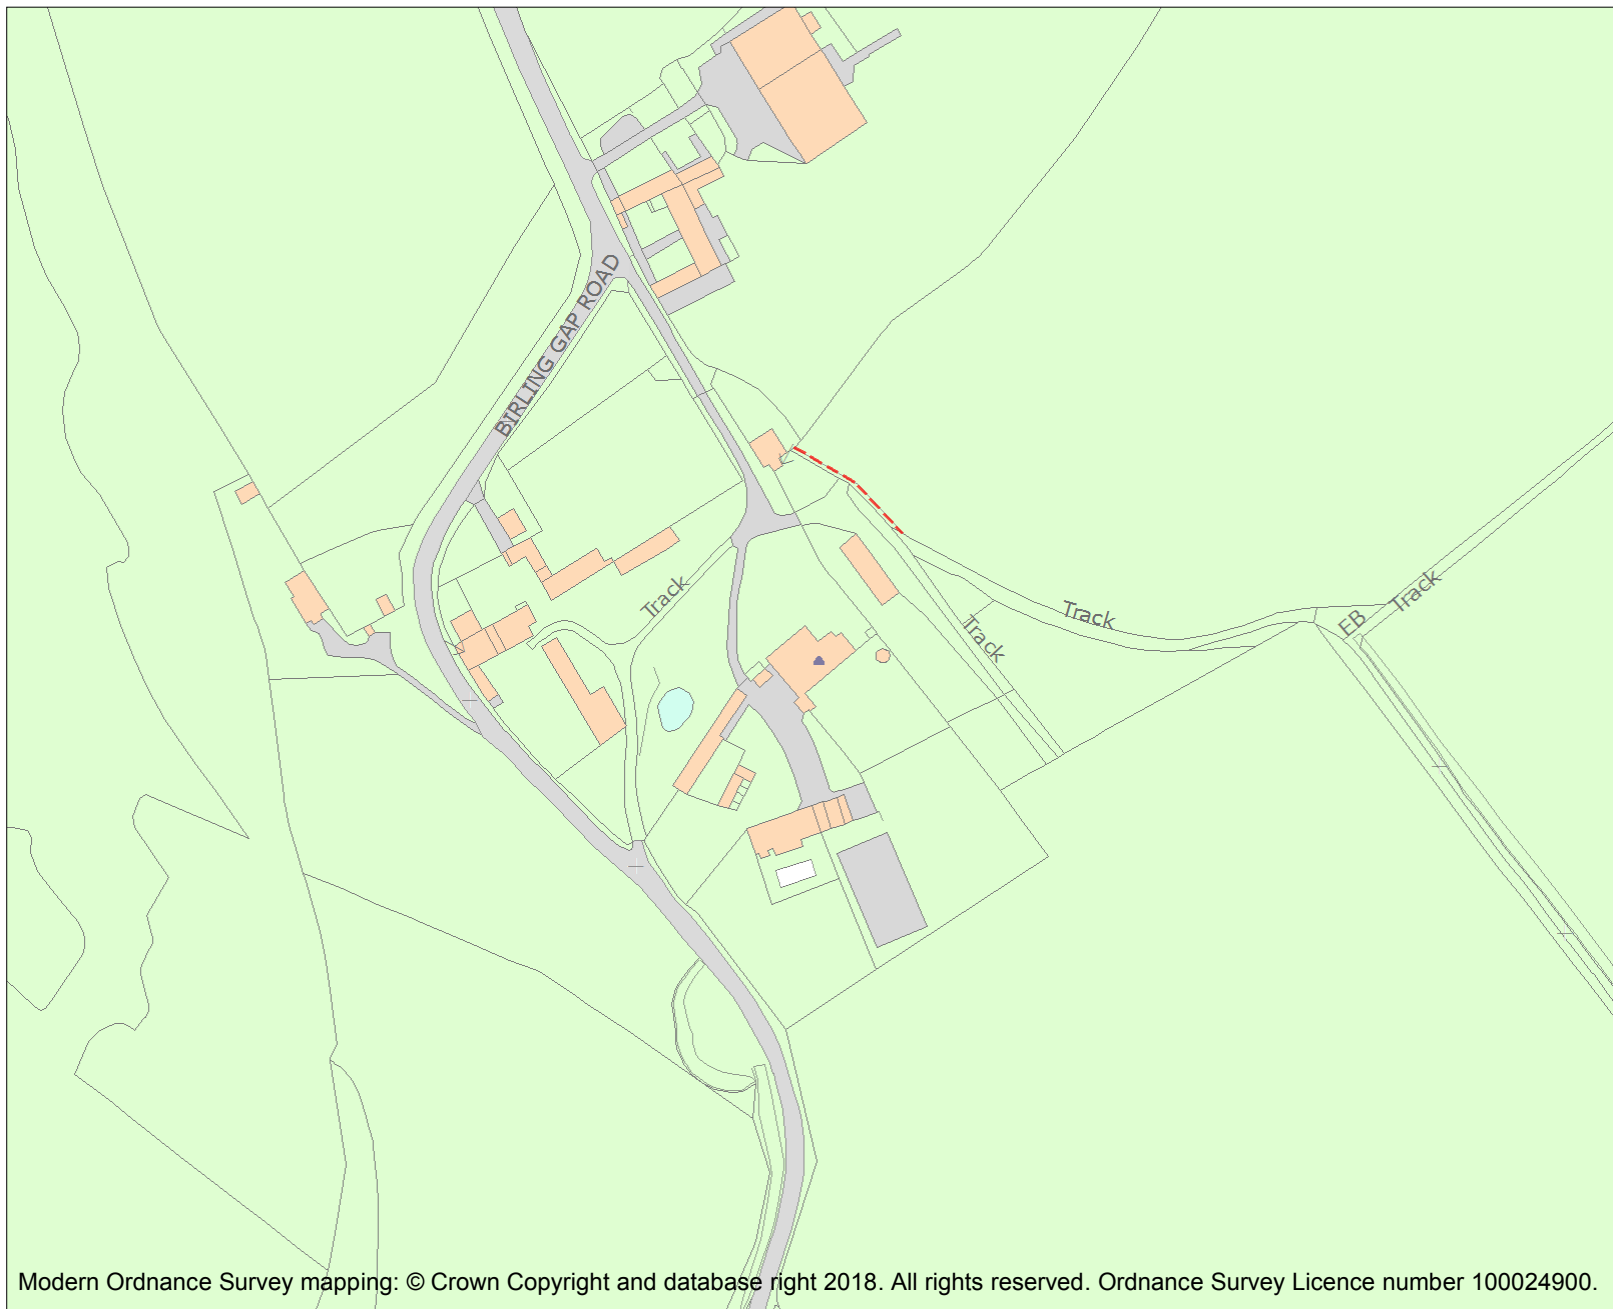 BIRLING GAP ROAD
Track
Track
Track
EB
Track
Modern Ordnance Survey mapping: © Crown Copyright and database right 2018. All rights reserved. Ordnance Survey Licence number 100024900.